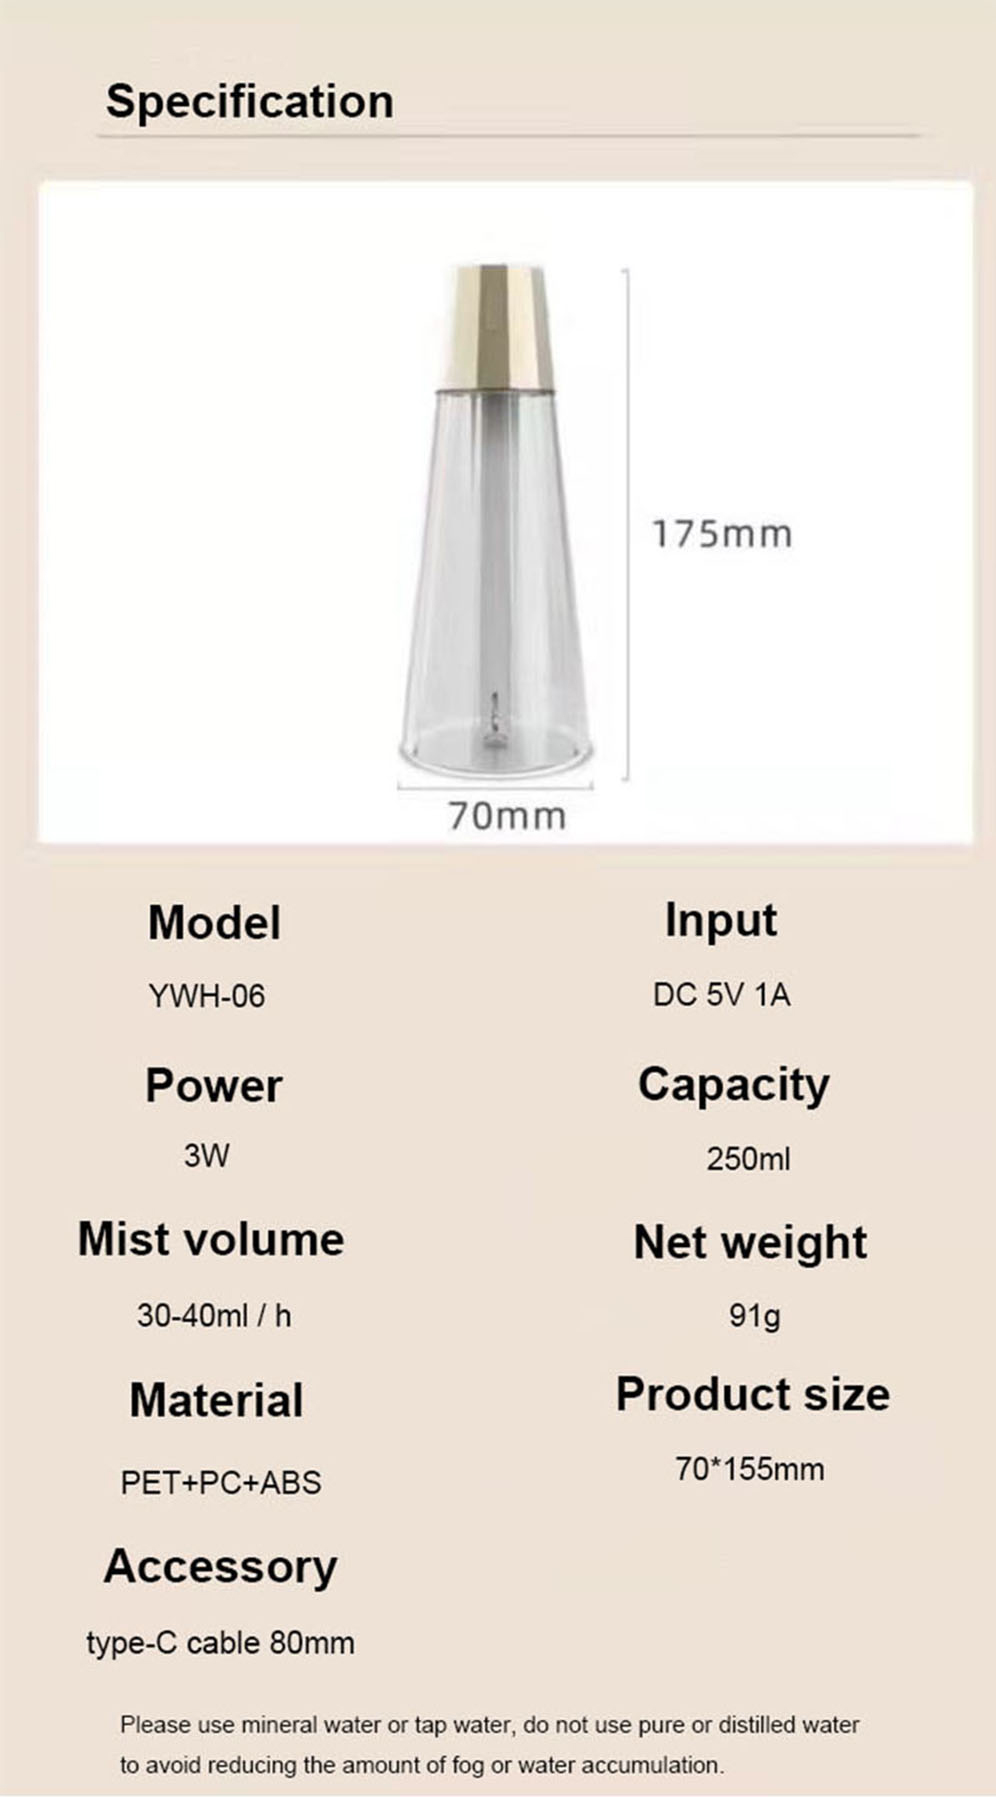 Specification
175mm
70mm
Model
YWH-06
Input
DC 5V 1A
Power
3W
Capacity
250ml
Mist volume
30-40ml / h
Net weight
91g
Material
PET+PC+ABS
Product size
70*155mm
Accessory
type-C cable 80mm
Please use mineral water or tap water, do not use pure or distilled water
to avoid reducing the amount of fog or water accumulation.